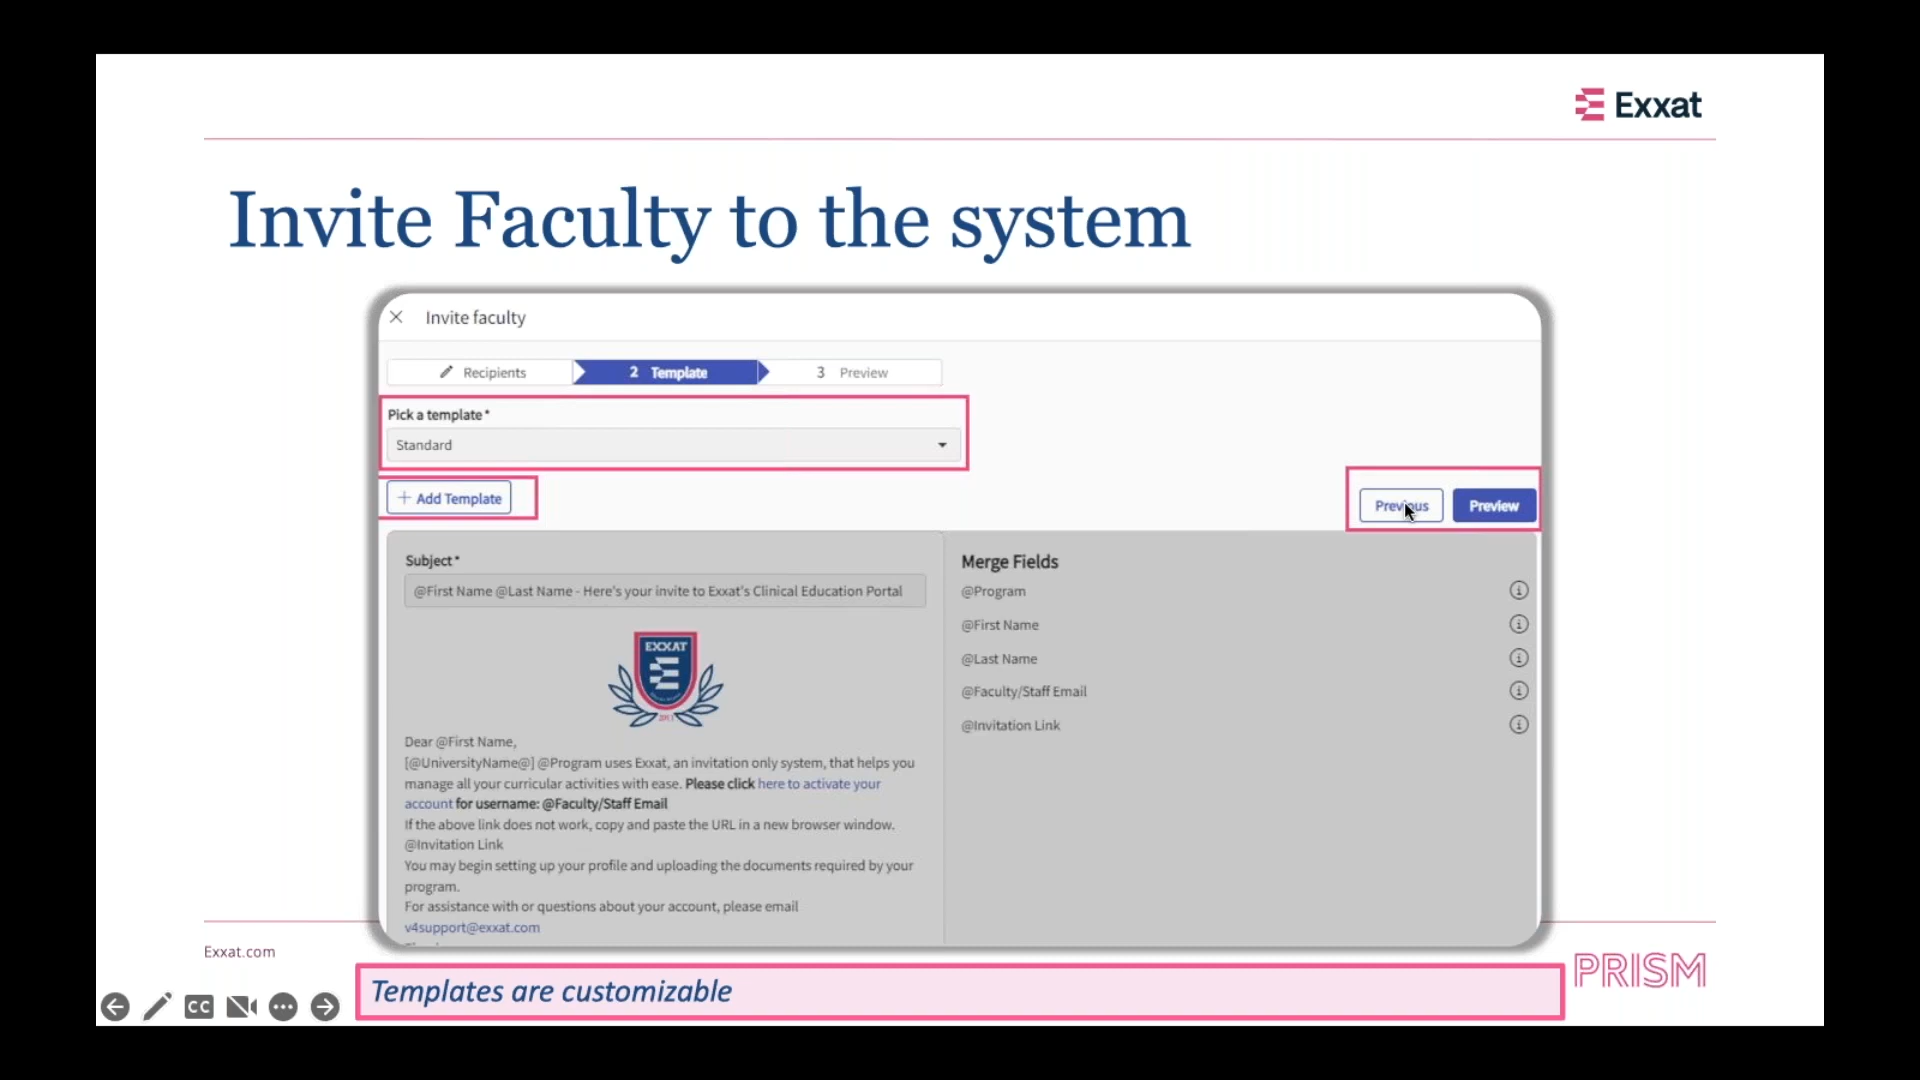 Exxat
Invite Faculty to the system
Invite faculty
Recipients
2 Template
3 Preview
Pick a template*
Standard
+ Add Template
Previous
Preview
Subject*
@First Name @Last Name - Here's your invite to Exxat's Clinical Education Portal
EXXAT
Dear @First Name,
[@UniversityName@] @Program uses Exxat, an invitation only system, that helps you
manage all your curricular activities with ease. Please click here to activate your
account for username: @Faculty/Staff Email
If the above link does not work, copy and paste the URL in a new browser window.
@Invitation Link
You may begin setting up your profile and uploading the documents required by your
program.
For assistance with or questions about your account, please email
v4support@exxat.com
Merge Fields
@Program
@First Name
@Last Name
@Faculty/Staff Email
@Invitation Link
Exxat.com
PRISM
CC
Templates are customizable